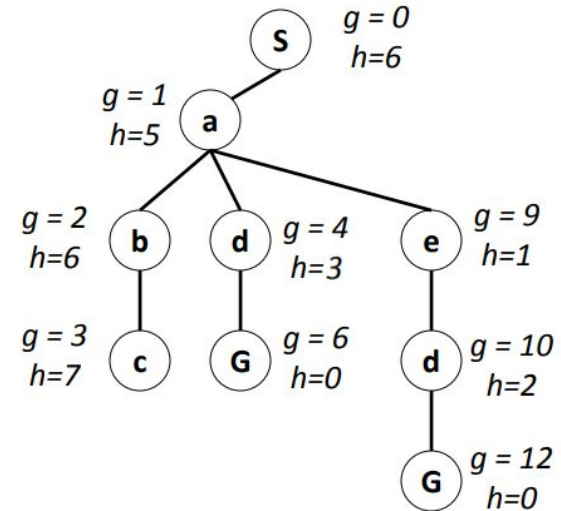 S
g = 0
h=6
g = 1
h=5
a
g = 2
h=6
b
d
g = 4
h=3
e
g = 9
h=1
g = 3
h=7
c
G
g = 6
h=0
d
g = 10
h=2
G
g = 12
h=0